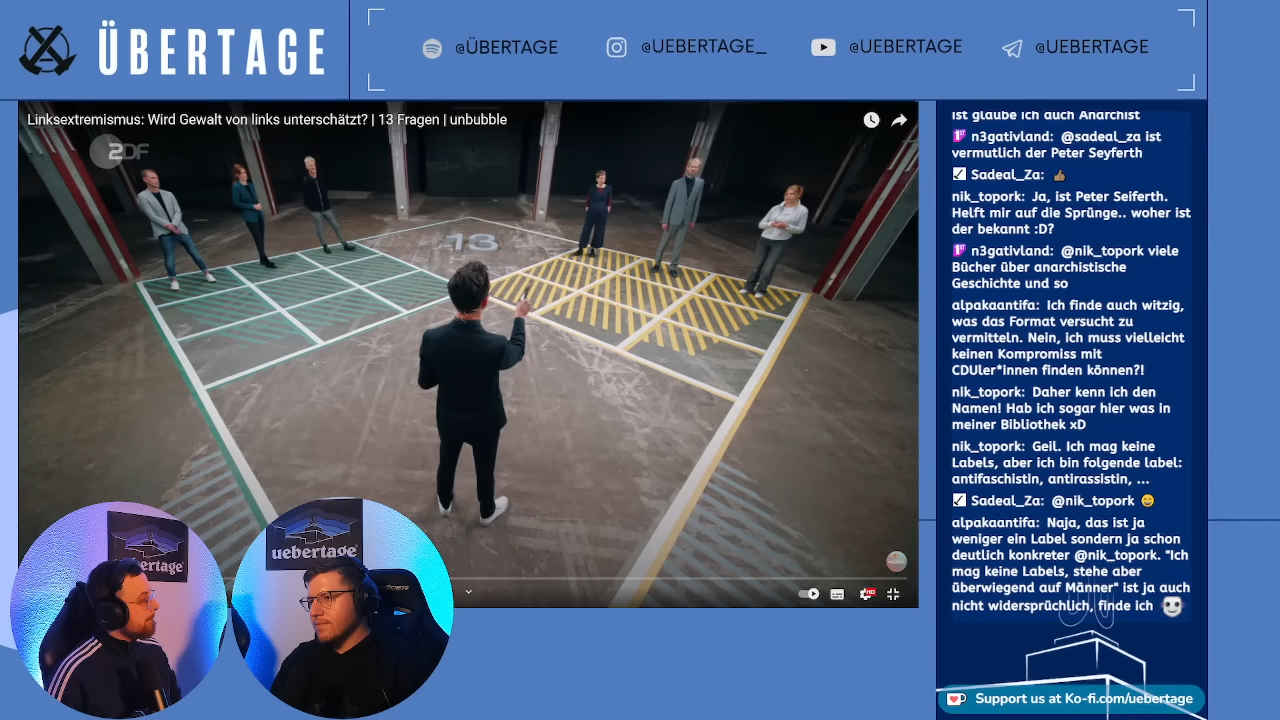 ÜBERTAGE
@ÜBERTAGE
@UEBERTAGE_
@UEBERTAGE
@UEBERTAGE
Linksextremismus: Wird Gewalt von links unterschätzt? | 13 Fragen | unbubble
ZDF
13
HD
uebertage
uebertage
ist glaube ich auch Anarchist
n3gativland: @sadeal_za ist
vermutlich der Peter Seyferth
Sadeal_Za: 👍🏾
nik_topork: Ja, ist Peter Seiferth.
Helft mir auf die Sprünge.. woher ist
der bekannt :D?
n3gativland: @nik_topork viele
Bücher über anarchistische
Geschichte und so
alpakaantifa: Ich finde auch witzig,
was das Format versucht zu
vermitteln. Nein, ich muss vielleicht
keinen Kompromiss mit
CDUler*innen finden können?!
nik_topork: Daher kenn ich den
Namen! Hab ich sogar hier was in
meiner Bibliothek xD
nik_topork: Geil. Ich mag keine
Labels, aber ich bin folgende label:
antifaschistin, antirassistin, ...
Sadeal_Za: @nik_topork 😊
alpakaantifa: Naja, das ist ja
weniger ein Label sondern ja schon
deutlich konkreter @nik_topork. "Ich
mag keine Labels, stehe aber
überwiegend auf Männer" ist ja auch
nicht widersprüchlich, finde ich
Support us at Ko-fi.com/uebertage